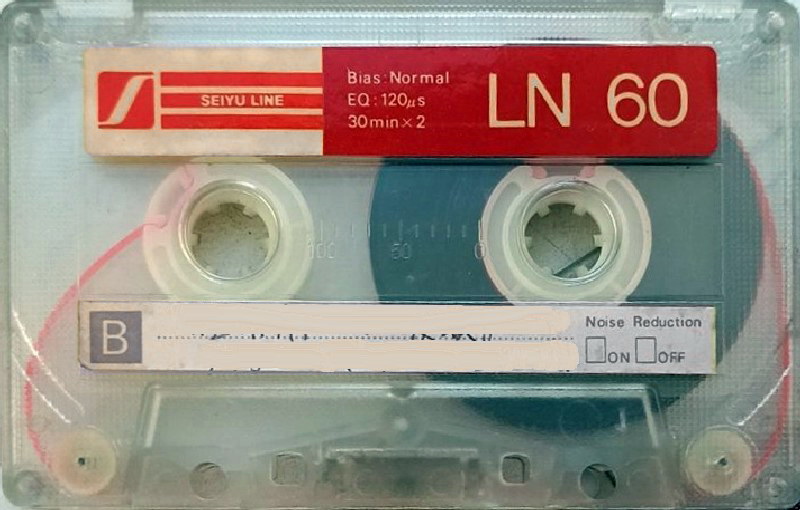 SEIYU LINE
Bias:Normal
EQ:120μs
30min×2
LN 60
100 50 0
B
Noise Reduction
ON OFF